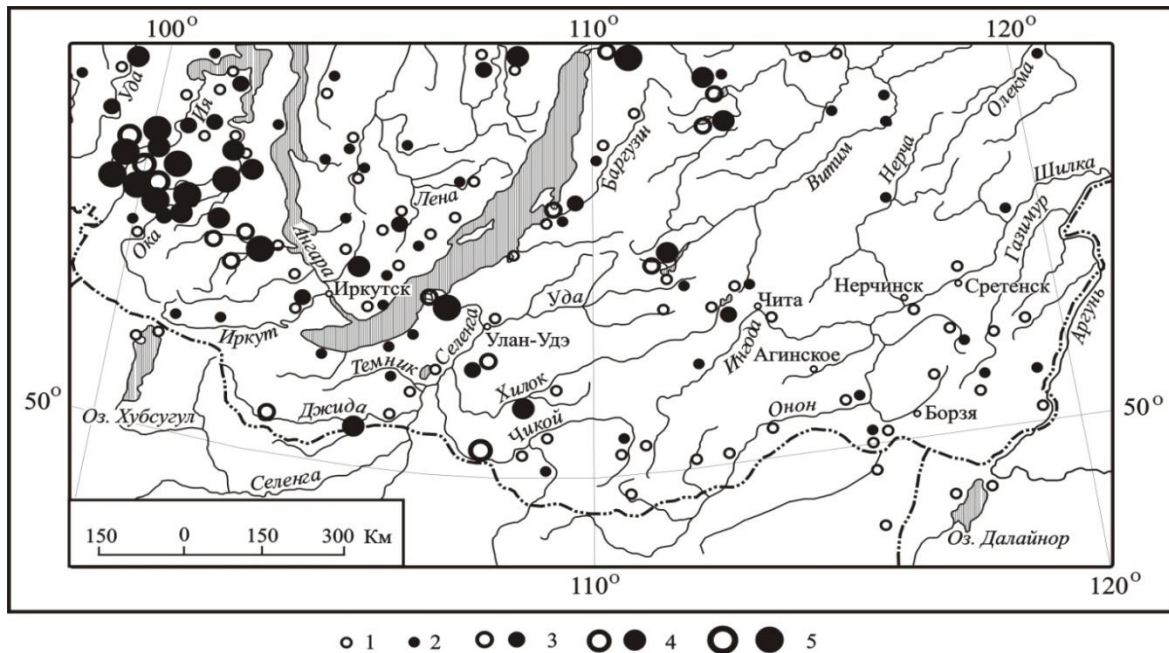 100° 110° 120°
Уда
Ия
Олекма
Баргузин
Витим
Нерча
Шилка
Лена
Газимур
Ока
Ангара
Иркутск
Уда
Чита
Нерчинск
Сретенск
Аргунь
Иркут
Селенга
Улан-Удэ
Темник
Ингода
Агинское
50° Оз. Хубсугул
Джида
Хилок
Чикой
Онон
Борзя
50°
Селенга
150 0 150 300 Км
Оз. Далайнор
110° 120°
1 2 3 4 5